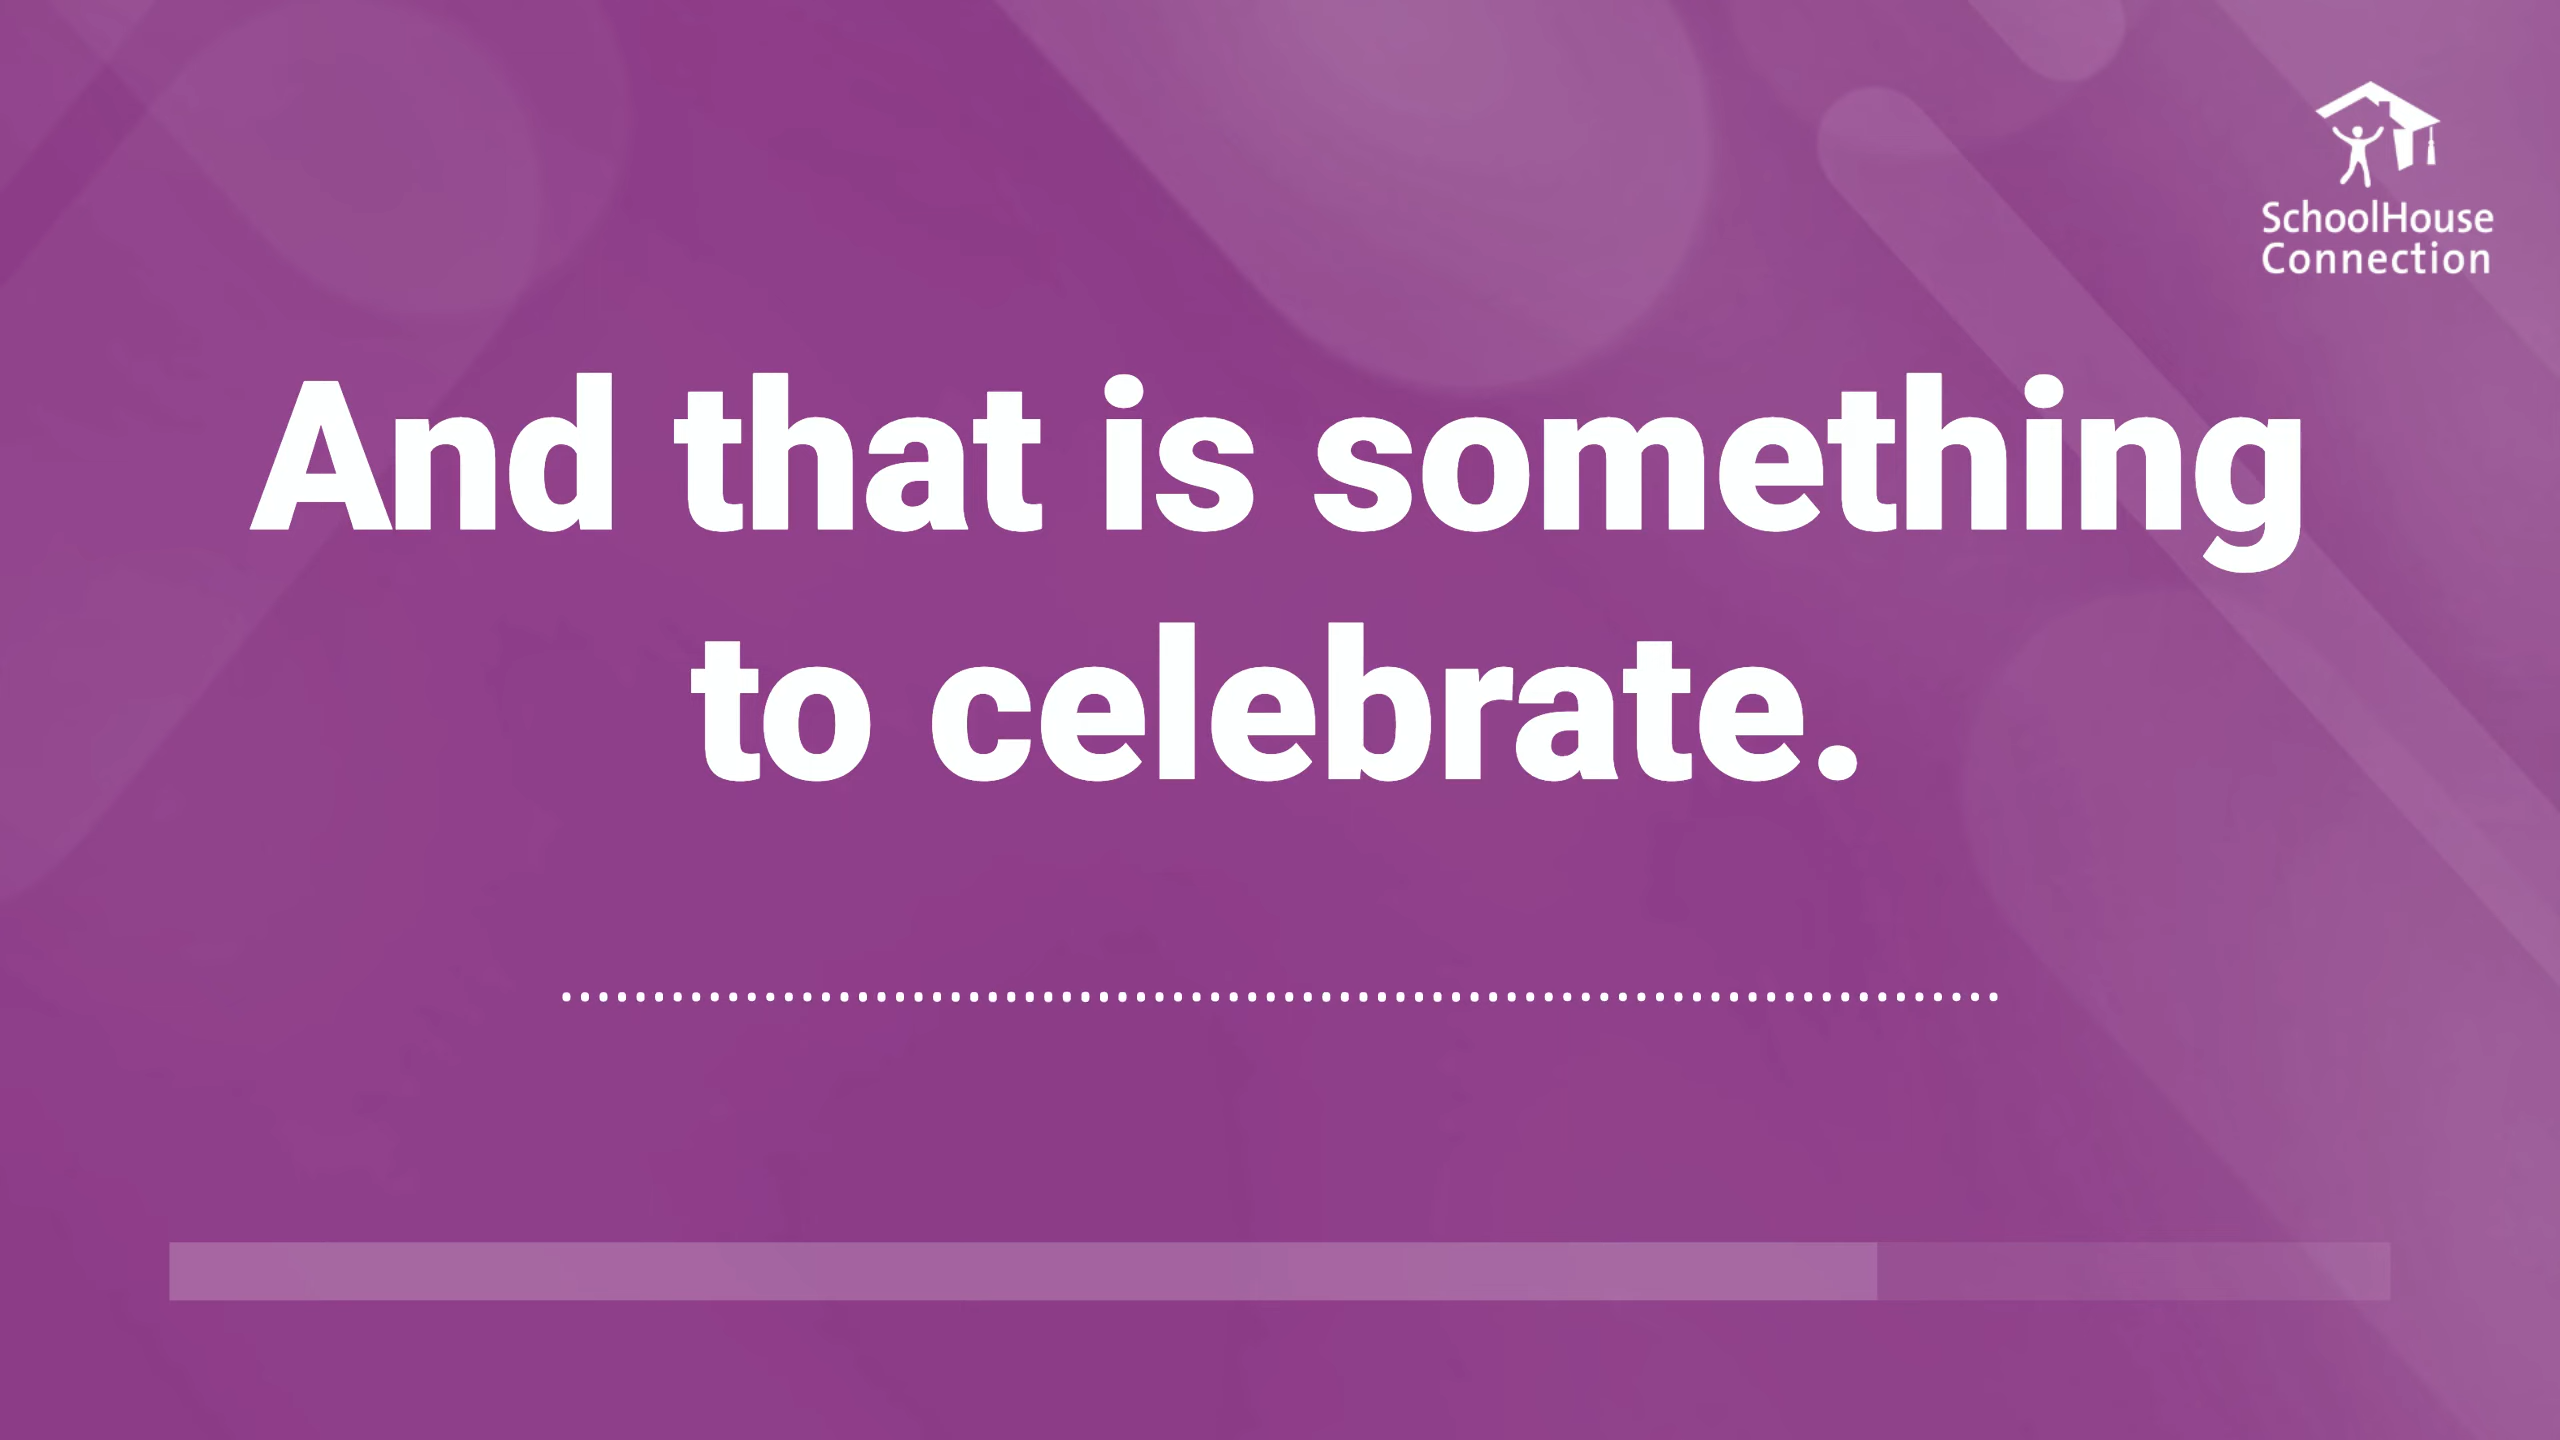 SchoolHouse
Connection
And that is something
to celebrate.